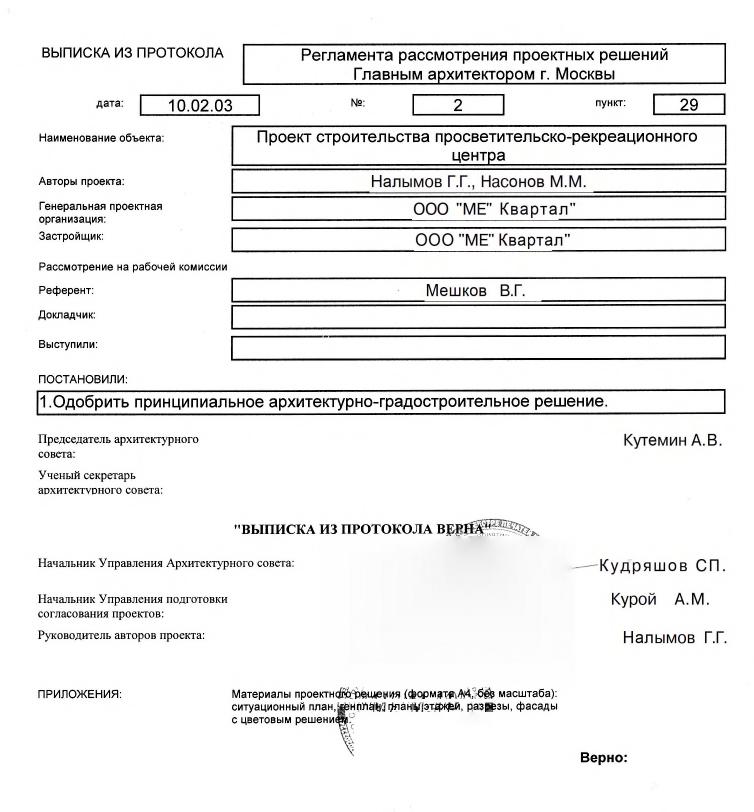 ВЫПИСКА ИЗ ПРОТОКОЛА
Регламента рассмотрения проектных решений
Главным архитектором г. Москвы
дата: 10.02.03 №: 2 пункт: 29
Наименование объекта:
Проект строительства просветительско-рекреационного
центра
Авторы проекта: Налымов Г.Г., Насонов М.М.
Генеральная проектная
организация:
ООО "МЕ" Квартал"
Застройщик: ООО "МЕ" Квартал"
Рассмотрение на рабочей комиссии
Референт: Мешков В.Г.
Докладчик:
Выступили:
ПОСТАНОВИЛИ:
1.Одобрить принципиальное архитектурно-градостроительное решение.
Председатель архитектурного
совета:
Кутемин А.В.
Ученый секретарь
архитектурного совета:
"ВЫПИСКА ИЗ ПРОТОКОЛА ВЕРНА"
Начальник Управления Архитектурного совета: Кудряшов СП.
Начальник Управления подготовки
согласования проектов:
Курой А.М.
Руководитель авторов проекта: Налымов Г.Г.
ПРИЛОЖЕНИЯ:
Материалы проектного решения (формата А4, без масштаба):
ситуационный план, генплан, планы этажей, разрезы, фасады
с цветовым решением
Верно: